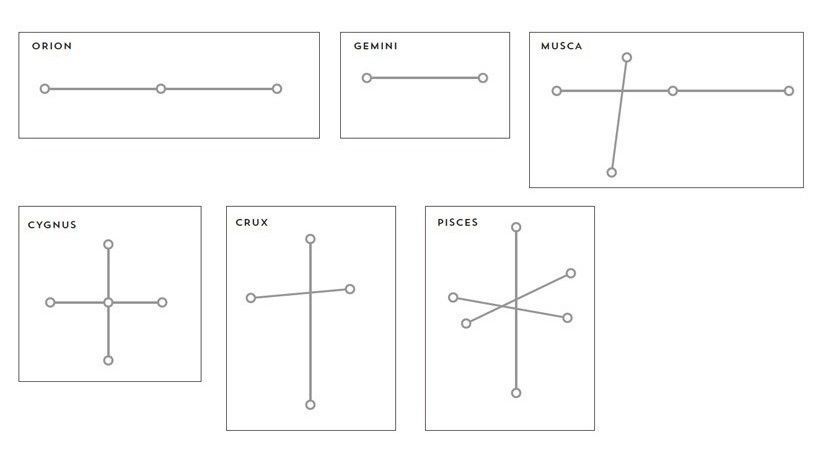 ORION
GEMINI
MUSCA
CYGNUS
CRUX
PISCES